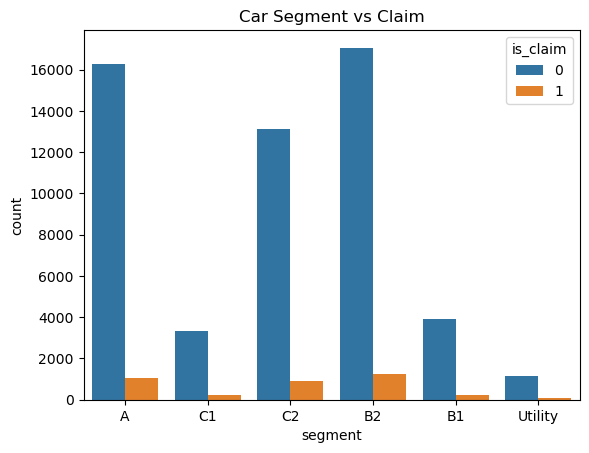 Car Segment vs Claim
is_claim
0
1
16000
14000
12000
10000
8000
6000
4000
2000
0
count
A C1 C2 B2 B1 Utility
segment